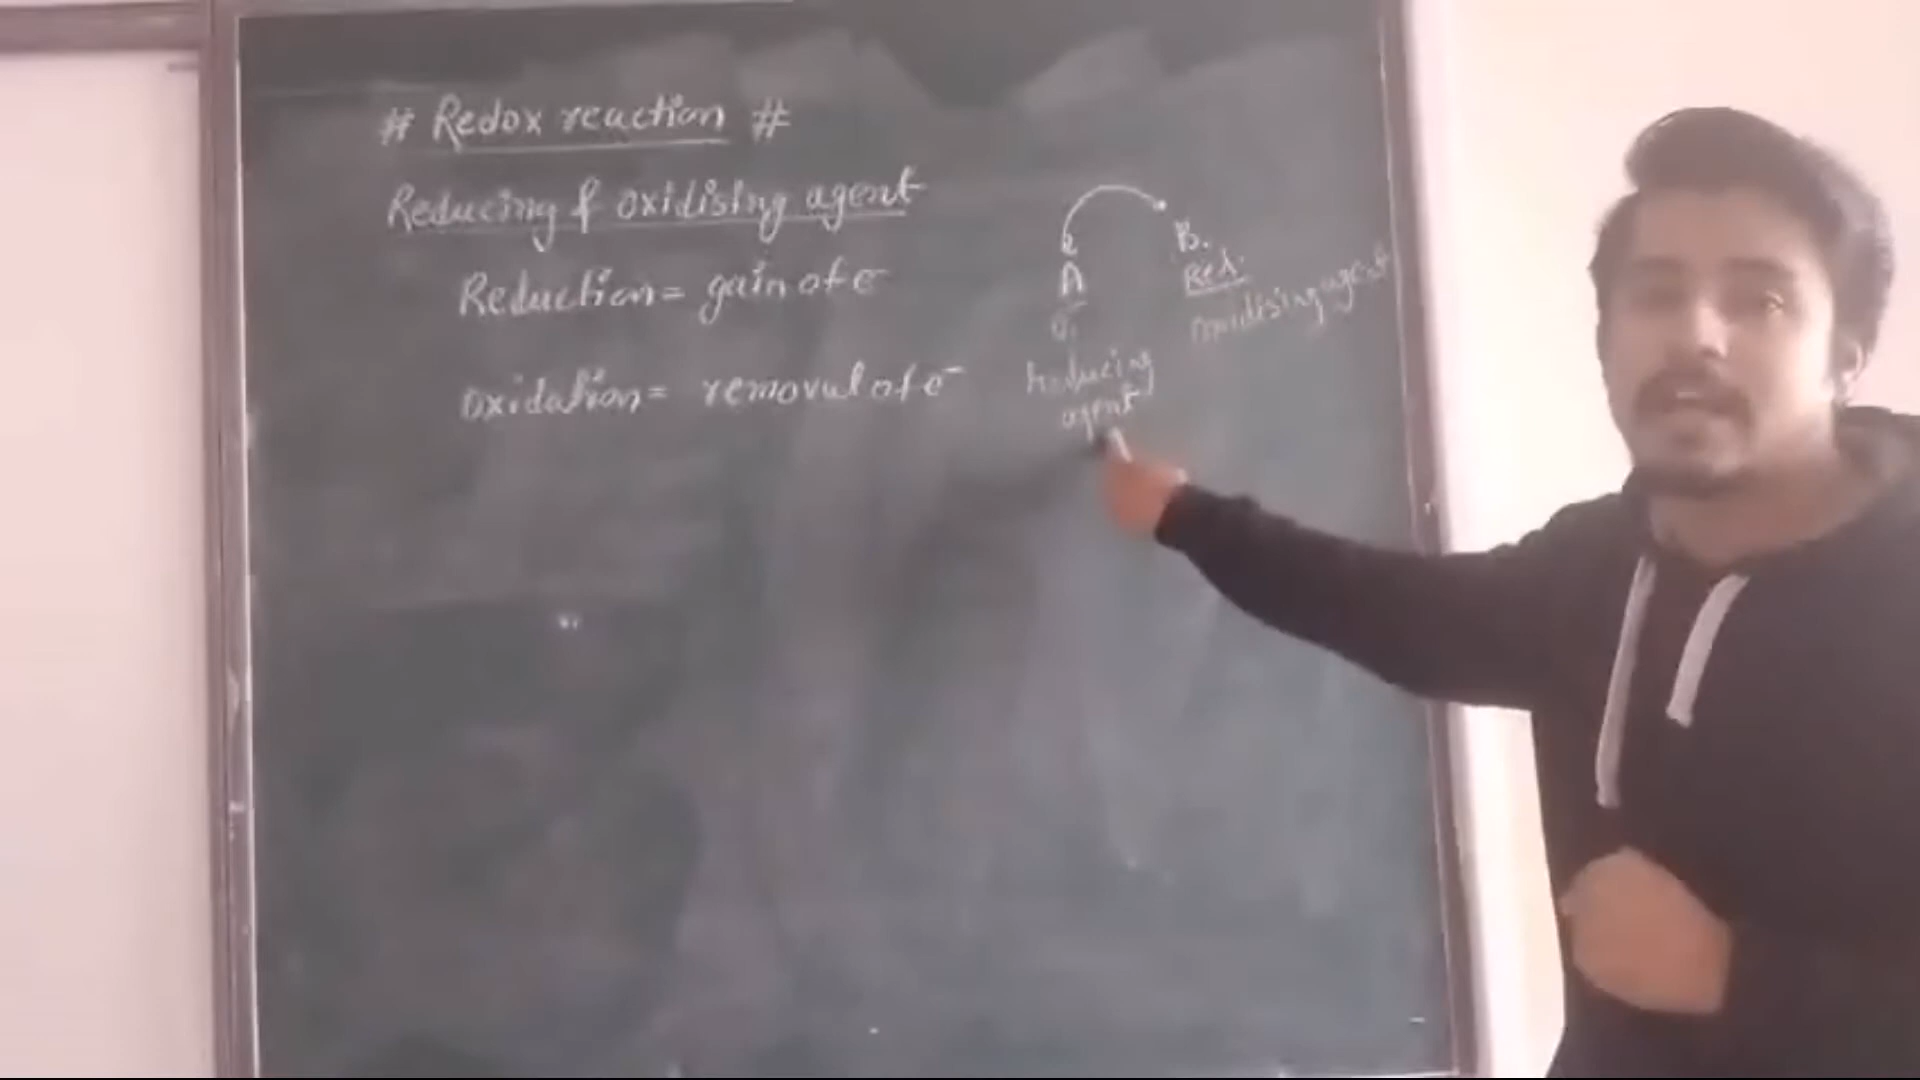 # Redox reaction #
Reducing & oxidising agent
Reduction = gain of e-
oxidation = removal of e-
e
A
B.
Red.
oxidising agent
reducing
agent